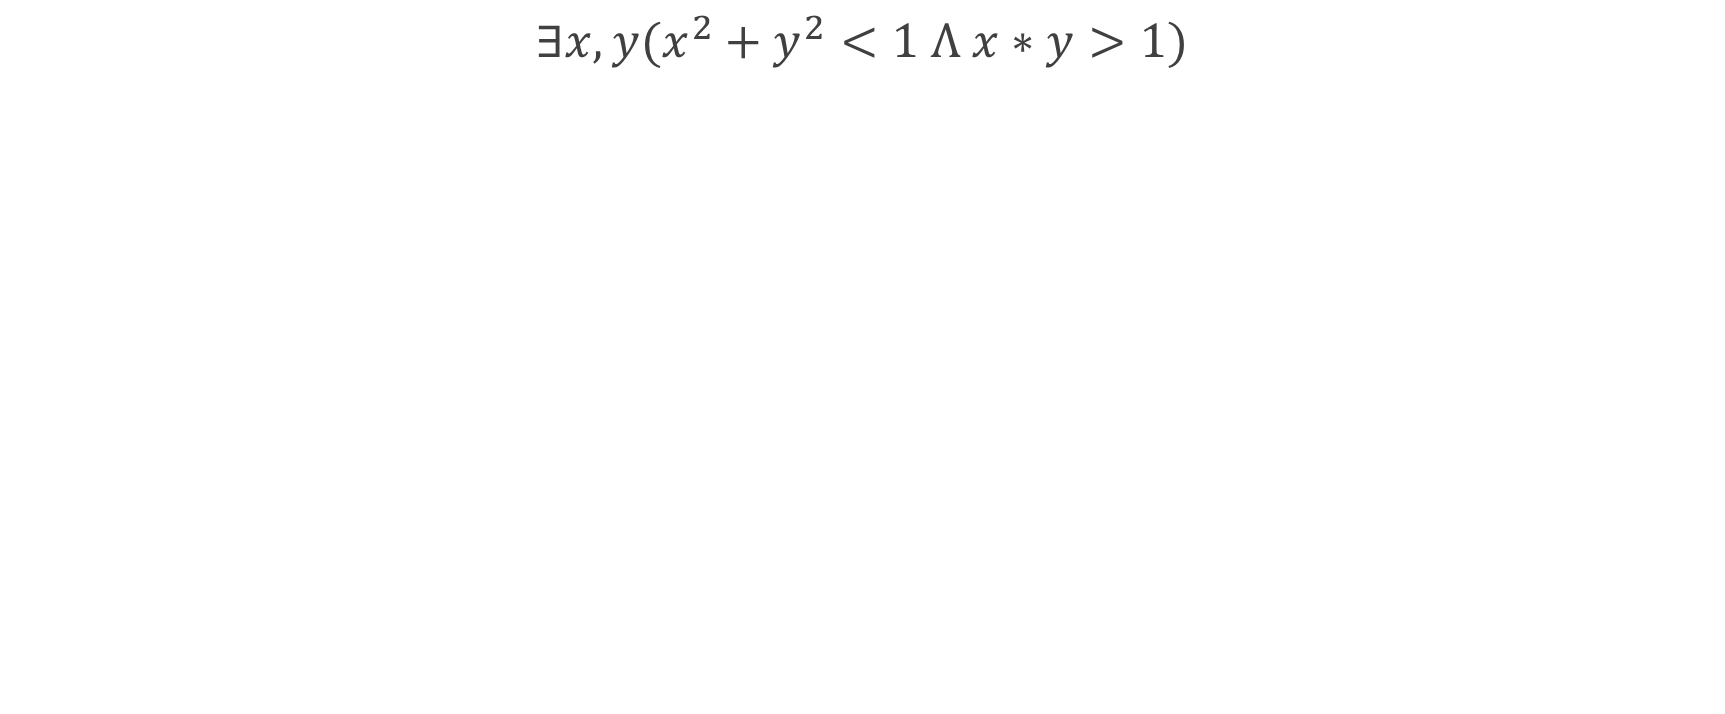 ∃x, y(x² + y² < 1 Λ x ∗ y > 1)